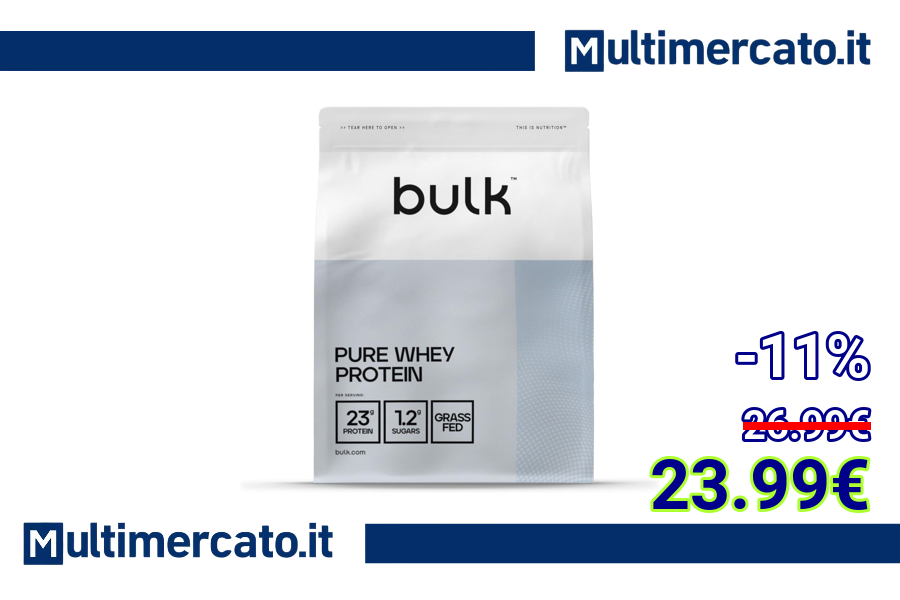 Multimercato.it
>> TEAR HERE TO OPEN >>
THIS IS NUTRITION™
bulk™
PURE WHEY
PROTEIN
PER SERVING
23g
PROTEIN
1.2g
SUGARS
GRASS
FED
bulk.com
-11%
26.99€
23.99€
Multimercato.it